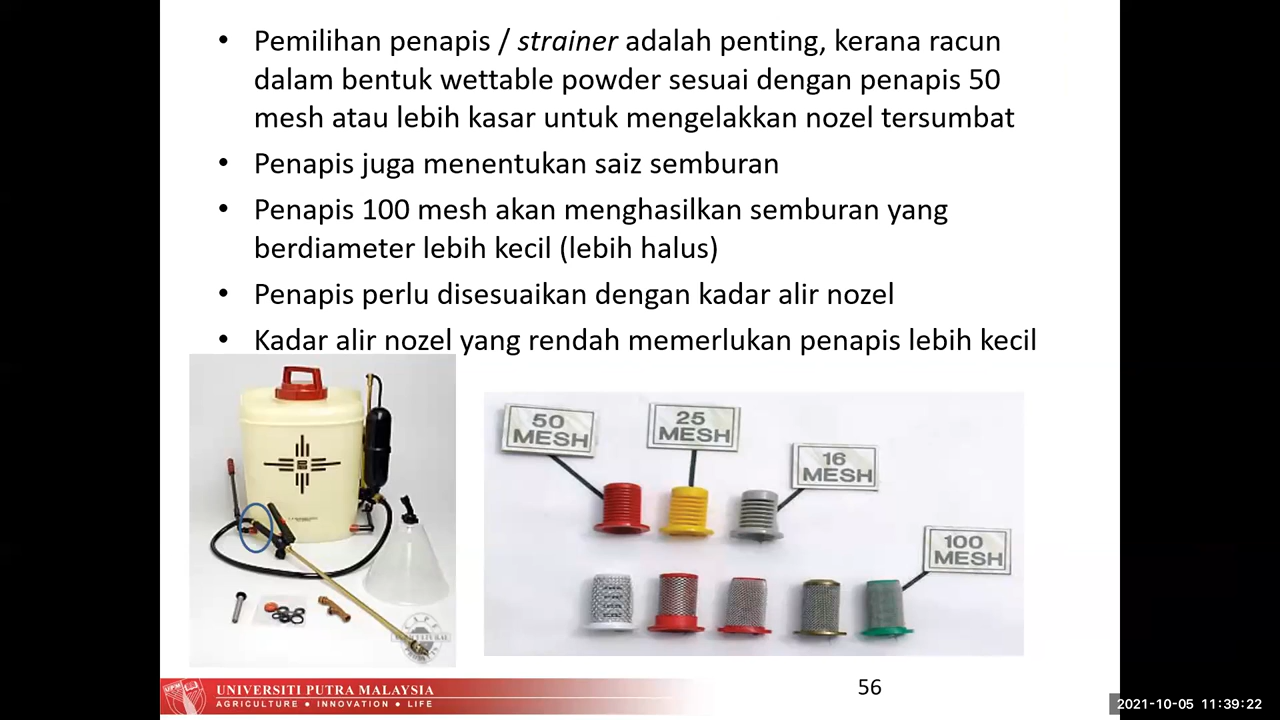 • Pemilihan penapis / strainer adalah penting, kerana racun
dalam bentuk wettable powder sesuai dengan penapis 50
mesh atau lebih kasar untuk mengelakkan nozel tersumbat
• Penapis juga menentukan saiz semburan
• Penapis 100 mesh akan menghasilkan semburan yang
berdiameter lebih kecil (lebih halus)
• Penapis perlu disesuaikan dengan kadar alir nozel
• Kadar alir nozel yang rendah memerlukan penapis lebih kecil
50
MESH
25
MESH
16
MESH
100
MESH
UPM
UNIVERSITI PUTRA MALAYSIA
AGRICULTURE • INNOVATION • LIFE
56
2021-10-05 11:39:22